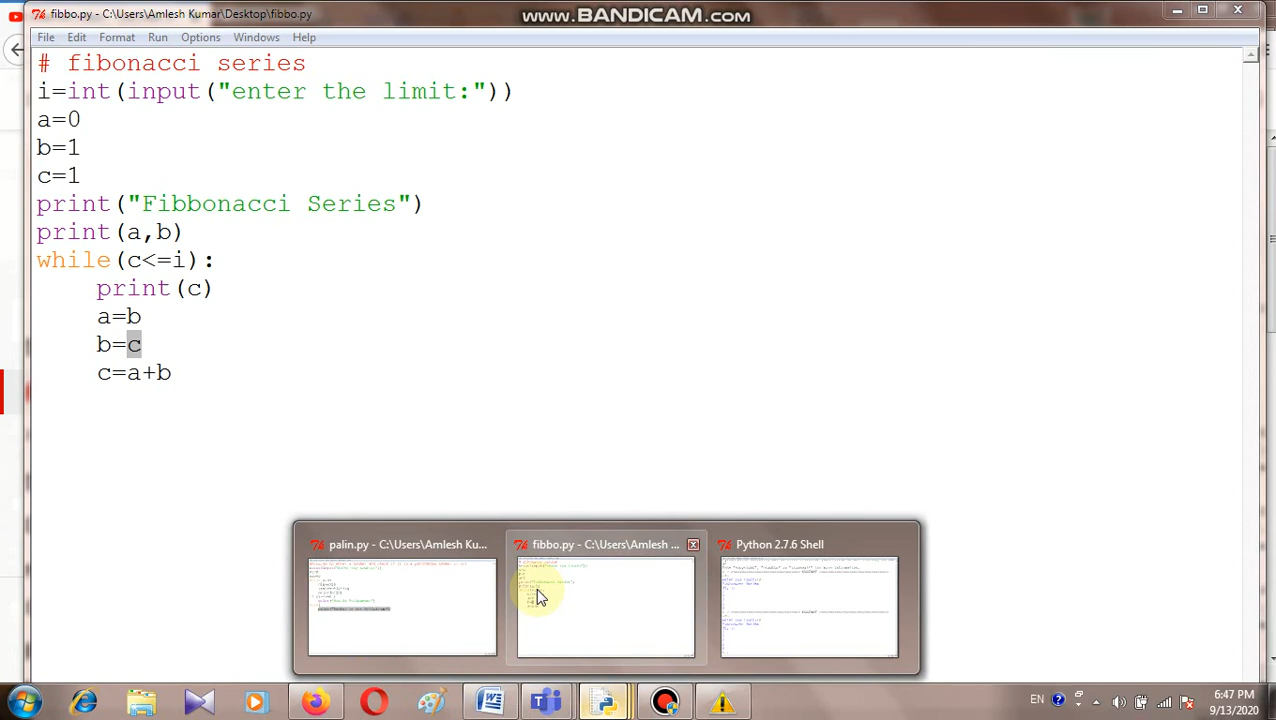 fibbo.py - C:\Users\Amlesh Kumar\Desktop\fibbo.py
www.BANDICAM.com
File Edit Format Run Options Windows Help
# fibonacci series
i=int(input("enter the limit:"))
a=0
b=1
c=1
print("Fibbonacci Series")
print(a,b)
while(c<=i):
print(c)
a=b
b=c
c=a+b
palin.py - C:\Users\Amlesh Ku...
fibbo.py - C:\Users\Amlesh ...
Python 2.7.6 Shell
EN
6:47 PM
9/13/2020